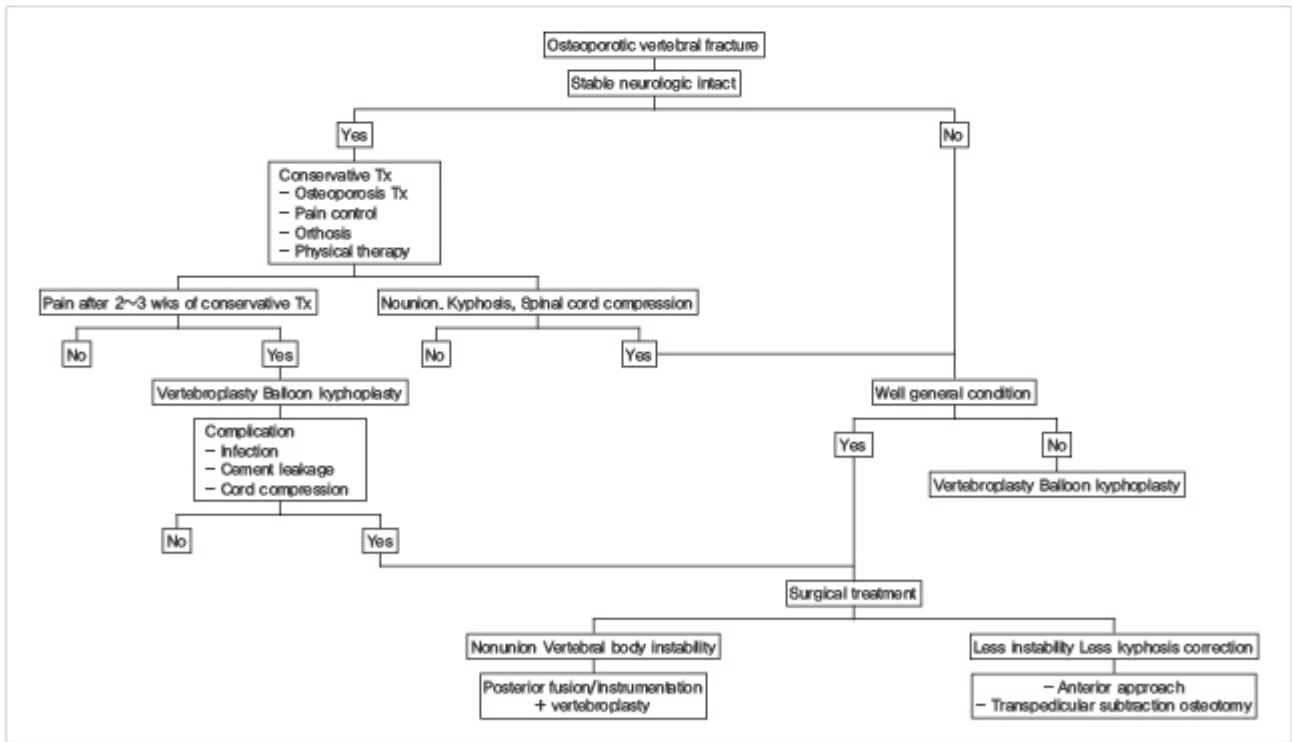 Osteoporotic vertebral fracture
Stable neurologic intact
Yes
No
Conservative Tx
– Osteoporosis Tx
– Pain control
– Orthosis
– Physical therapy
Pain after 2~3 wks of conservative Tx
Nounion. Kyphosis, Spinal cord compression
No
Yes
No
Yes
Vertebroplasty Balloon kyphoplasty
Well general condition
Complication
– Infection
– Cement leakage
– Cord compression
Yes
No
Vertebroplasty Balloon kyphoplasty
No
Yes
Surgical treatment
Nonunion Vertebral body instability
Less instability Less kyphosis correction
Posterior fusion/instrumentation
+ vertebroplasty
– Anterior approach
– Transpedicular subtraction osteotomy